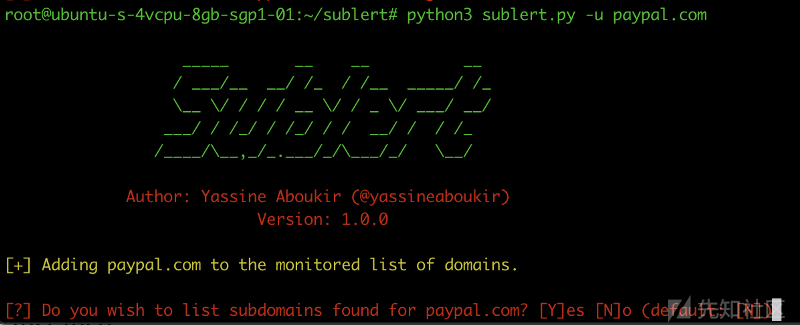 root@ubuntu-s-4vcpu-8gb-sgp1-01:~/sublert# python3 sublert.py -u paypal.com
Sublert
Author: Yassine Aboukir (@yassineaboukir)
Version: 1.0.0
[+] Adding paypal.com to the monitored list of domains.
[?] Do you wish to list subdomains found for paypal.com? [Y]es [N]o (default: [N])
先知社区